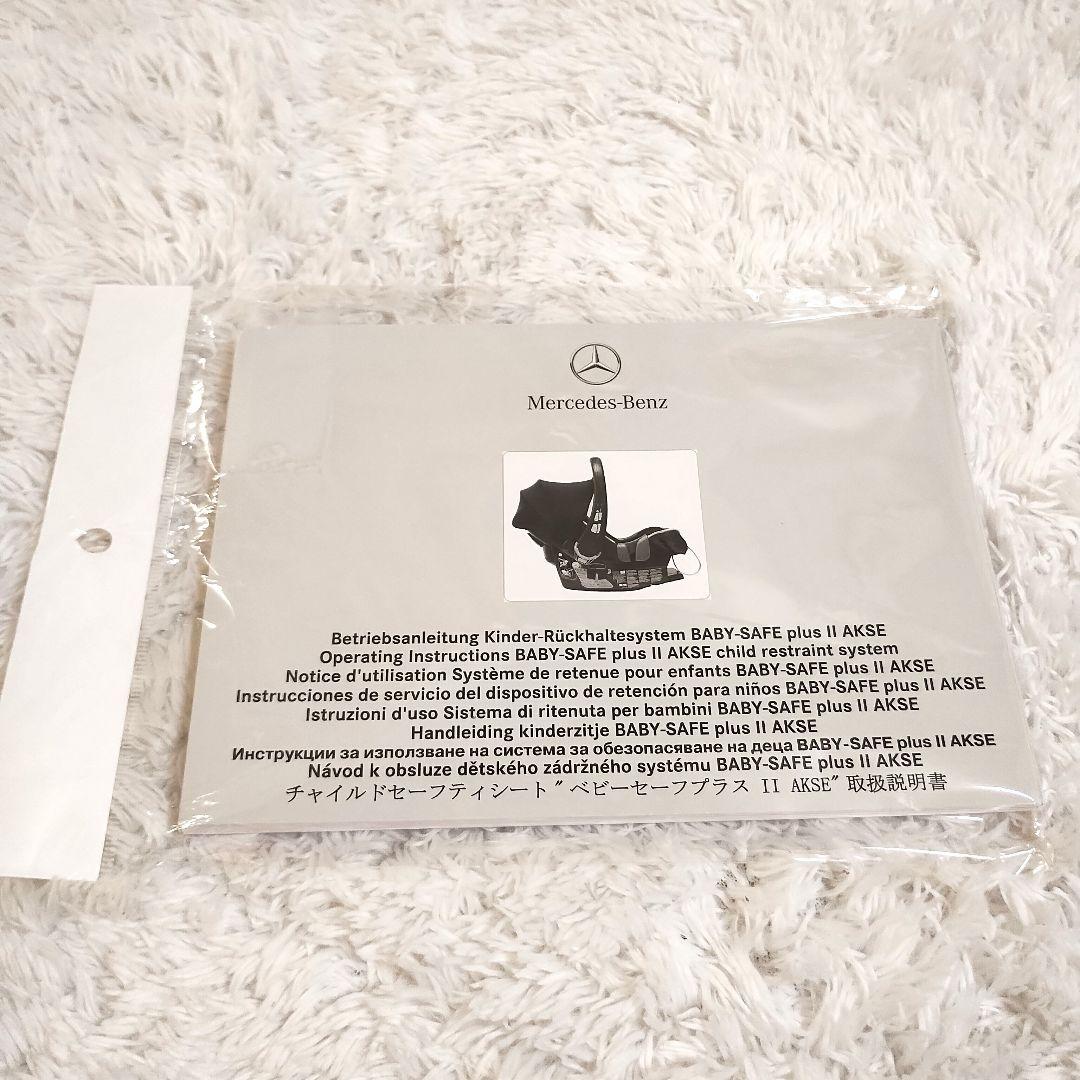 Mercedes-Benz
Betriebsanleitung Kinder-Rückhaltesystem BABY-SAFE plus II AKSE
Operating Instructions BABY-SAFE plus II AKSE child restraint system
Notice d'utilisation Système de retenue pour enfants BABY-SAFE plus II AKSE
Instrucciones de servicio del dispositivo de retención para niños BABY-SAFE plus II AKSE
Istruzioni d'uso Sistema di ritenuta per bambini BABY-SAFE plus II AKSE
Handleiding kinderzitje BABY-SAFE plus II AKSE
Инструкции за използване на система за обезопасяване на деца BABY-SAFE plus II AKSE
Návod k obsluze dětského zádržného systému BABY-SAFE plus II AKSE
チャイルドセーフティシート〞ベビーセーフプラス II AKSE〞取扱説明書